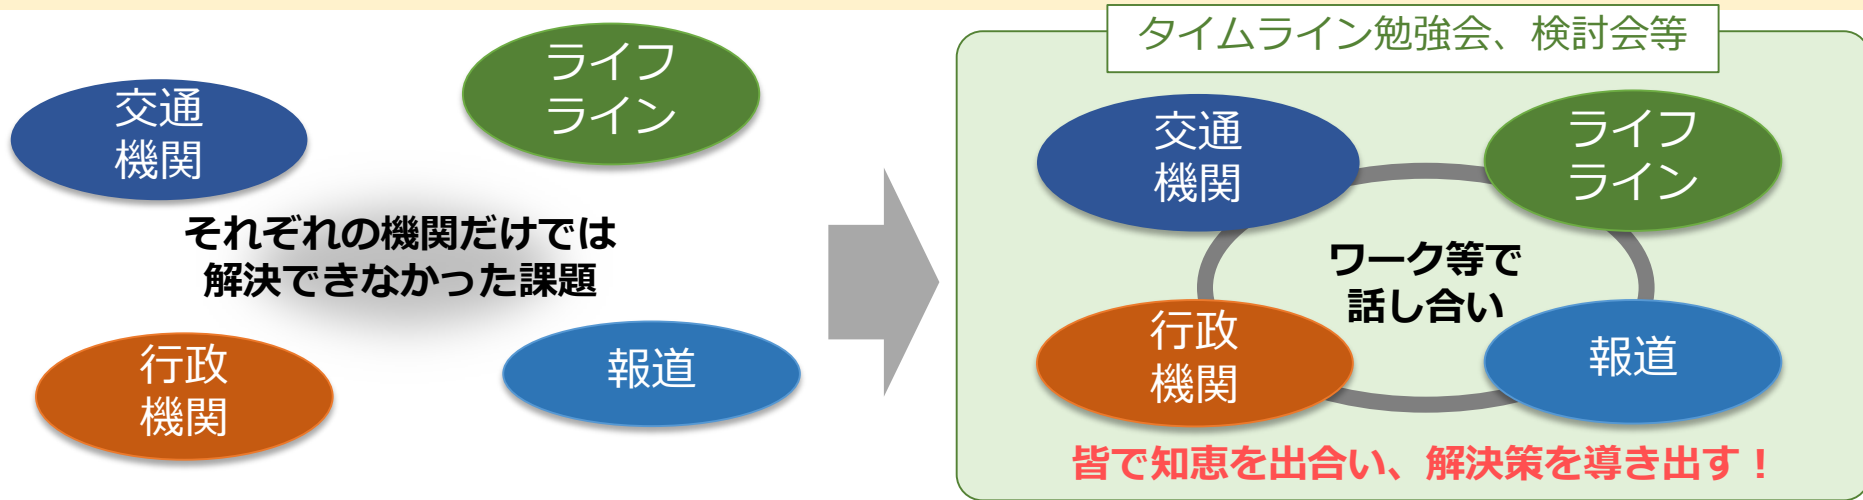 ライフ
ライン
交通
機関
それぞれの機関だけでは
解決できなかった課題
行政
機関
報道
タイムライン勉強会、検討会等
交通
機関
ライフ
ライン
ワーク等で
話し合い
行政
機関
報道
皆で知恵を出合い、解決策を導き出す！